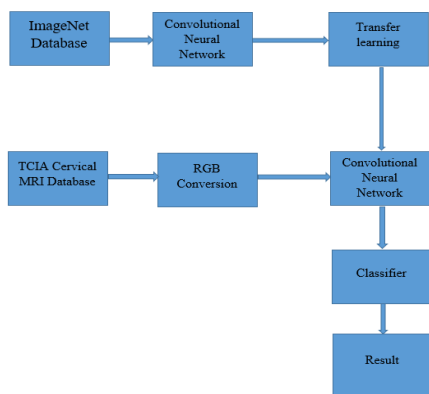 ImageNet
Database
Convolutional
Neural
Network
Transfer
learning
TCIA Cervical
MRI Database
RGB
Conversion
Convolutional
Neural
Network
Classifier
Result